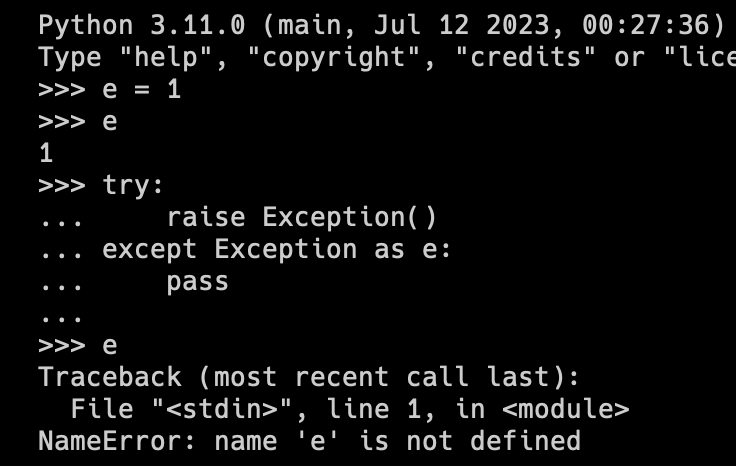 Python 3.11.0 (main, Jul 12 2023, 00:27:36)
Type "help", "copyright", "credits" or "lice
>>> e = 1
>>> e
1
>>> try:
...     raise Exception()
... except Exception as e:
...     pass
...
>>> e
Traceback (most recent call last):
  File "<stdin>", line 1, in <module>
NameError: name 'e' is not defined